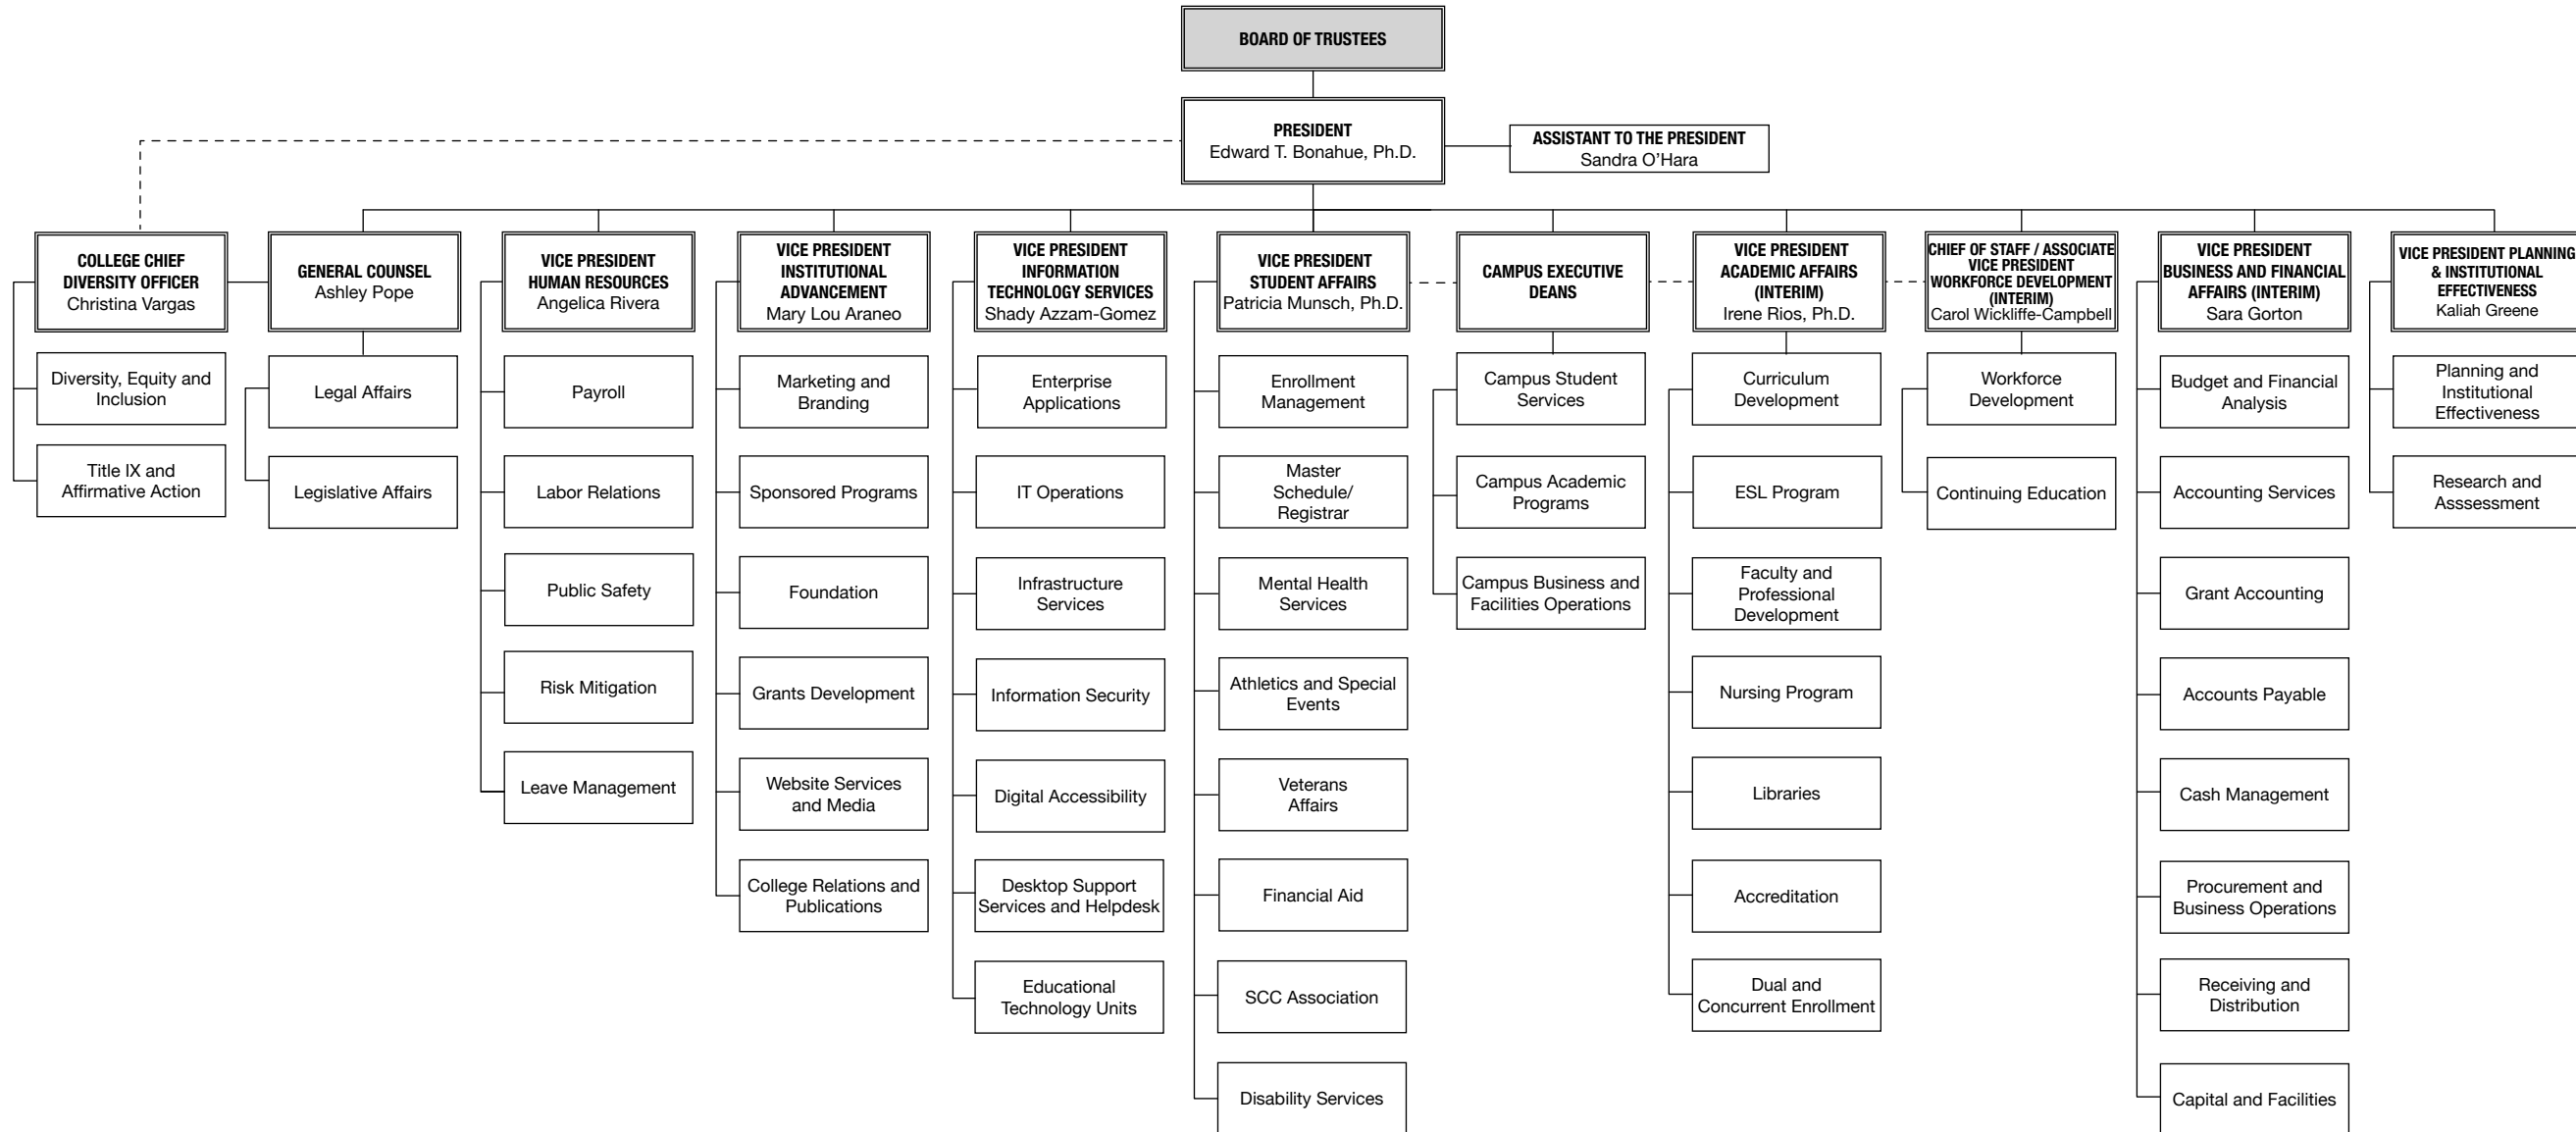 BOARD OF TRUSTEES
PRESIDENT
Edward T. Bonahue, Ph.D.
ASSISTANT TO THE PRESIDENT
Sandra O’Hara
COLLEGE CHIEF
DIVERSITY OFFICER
Christina Vargas
Diversity, Equity and
Inclusion
Title IX and
Affirmative Action
GENERAL COUNSEL
Ashley Pope
Legal Affairs
Legislative Affairs
VICE PRESIDENT
HUMAN RESOURCES
Angelica Rivera
Payroll
Labor Relations
Public Safety
Risk Mitigation
Leave Management
VICE PRESIDENT
INSTITUTIONAL
ADVANCEMENT
Mary Lou Araneo
Marketing and
Branding
Sponsored Programs
Foundation
Grants Development
Website Services
and Media
College Relations and
Publications
VICE PRESIDENT
INFORMATION
TECHNOLOGY SERVICES
Shady Azzam-Gomez
Enterprise
Applications
IT Operations
Infrastructure
Services
Information Security
Digital Accessibility
Desktop Support
Services and Helpdesk
Educational
Technology Units
VICE PRESIDENT
STUDENT AFFAIRS
Patricia Munsch, Ph.D.
Enrollment
Management
Master
Schedule/
Registrar
Mental Health
Services
Athletics and Special
Events
Veterans
Affairs
Financial Aid
SCC Association
Disability Services
CAMPUS EXECUTIVE
DEANS
Campus Student
Services
Campus Academic
Programs
Campus Business and
Facilities Operations
VICE PRESIDENT
ACADEMIC AFFAIRS
(INTERIM)
Irene Rios, Ph.D.
Curriculum
Development
ESL Program
Faculty and
Professional
Development
Nursing Program
Libraries
Accreditation
Dual and
Concurrent Enrollment
CHIEF OF STAFF / ASSOCIATE
VICE PRESIDENT
WORKFORCE DEVELOPMENT
(INTERIM)
Carol Wickliffe-Campbell
Workforce
Development
Continuing Education
VICE PRESIDENT
BUSINESS AND FINANCIAL
AFFAIRS (INTERIM)
Sara Gorton
Budget and Financial
Analysis
Accounting Services
Grant Accounting
Accounts Payable
Cash Management
Procurement and
Business Operations
Receiving and
Distribution
Capital and Facilities
VICE PRESIDENT PLANNING
& INSTITUTIONAL
EFFECTIVENESS
Kaliah Greene
Planning and
Institutional
Effectiveness
Research and
Asssessment